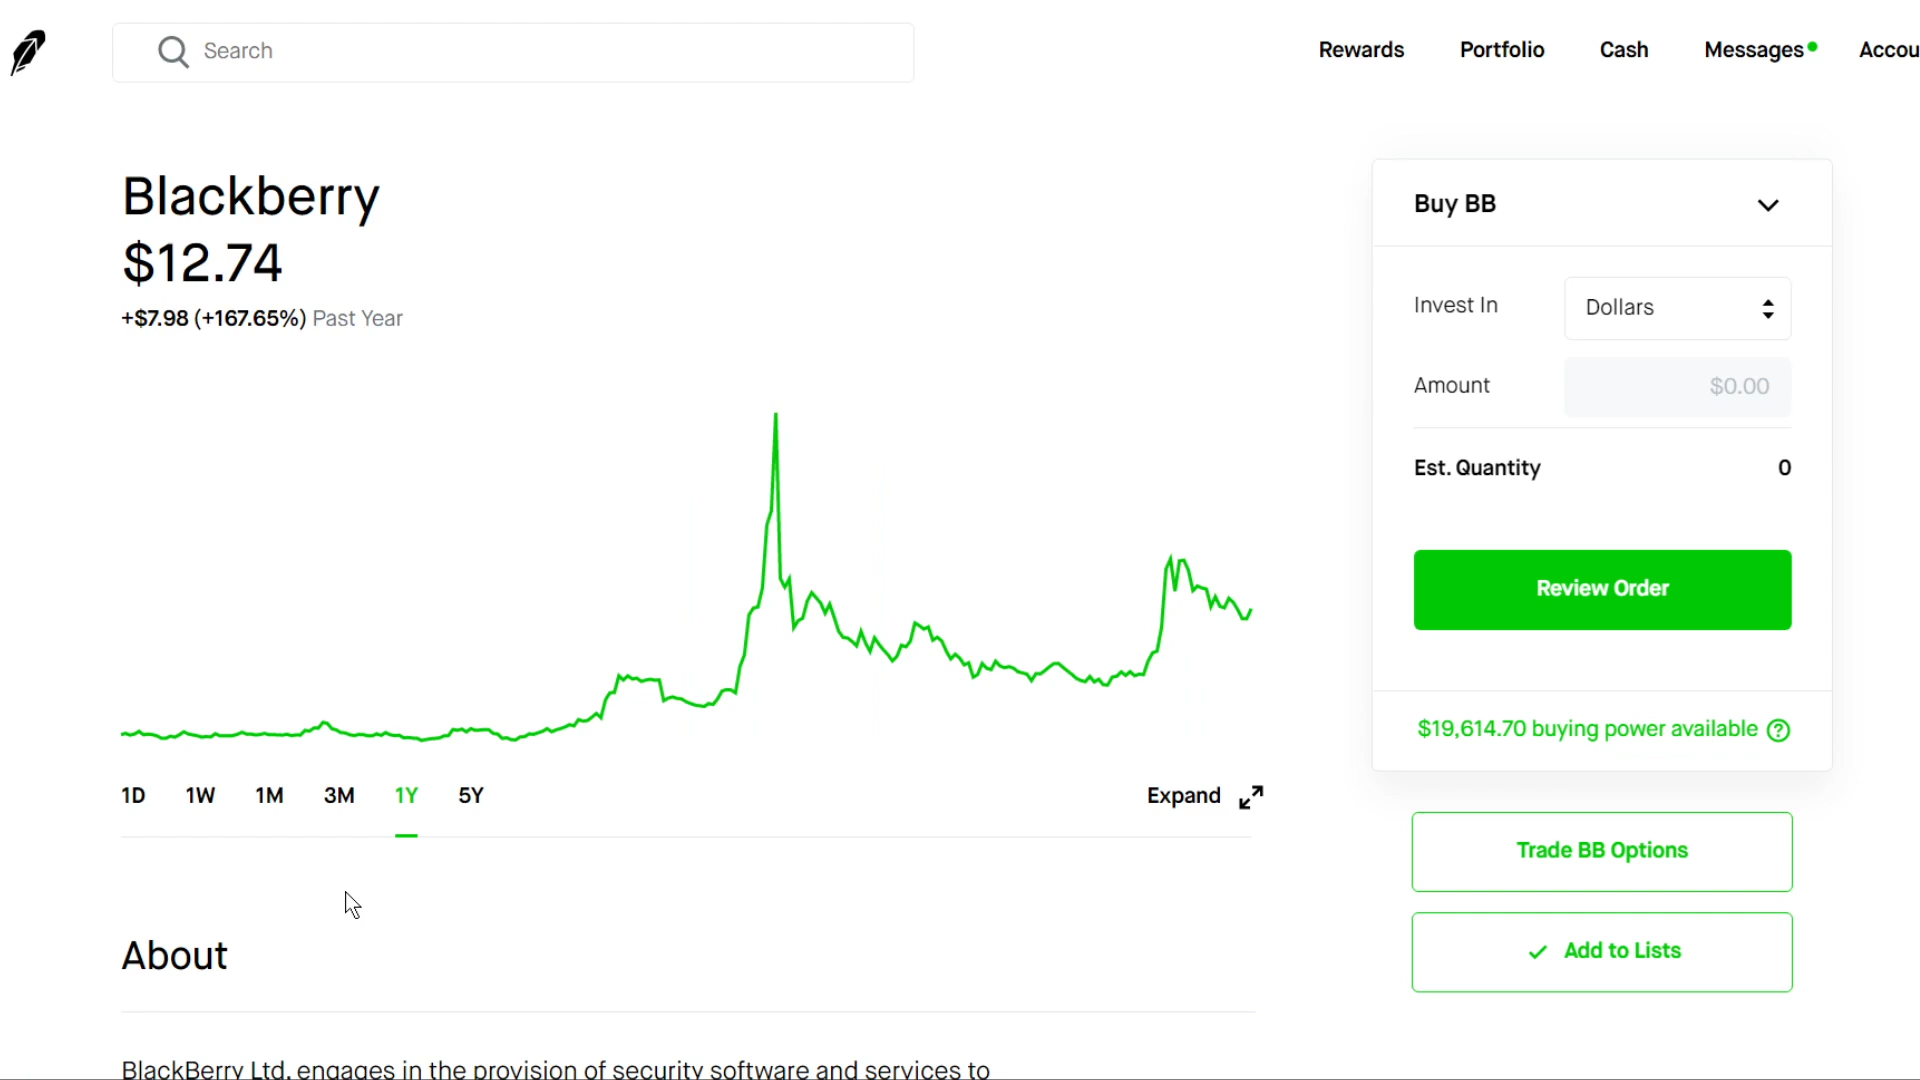 Search
Rewards
Portfolio
Cash
Messages
Accou
Blackberry
$12.74
+$7.98 (+167.65%) Past Year
Buy BB
Invest In
Dollars
Amount
$0.00
Est. Quantity
0
Review Order
$19,614.70 buying power available ?
1D
1W
1M
3M
1Y
5Y
Expand
Trade BB Options
Add to Lists
About
BlackBerry Ltd. engages in the provision of security software and services to